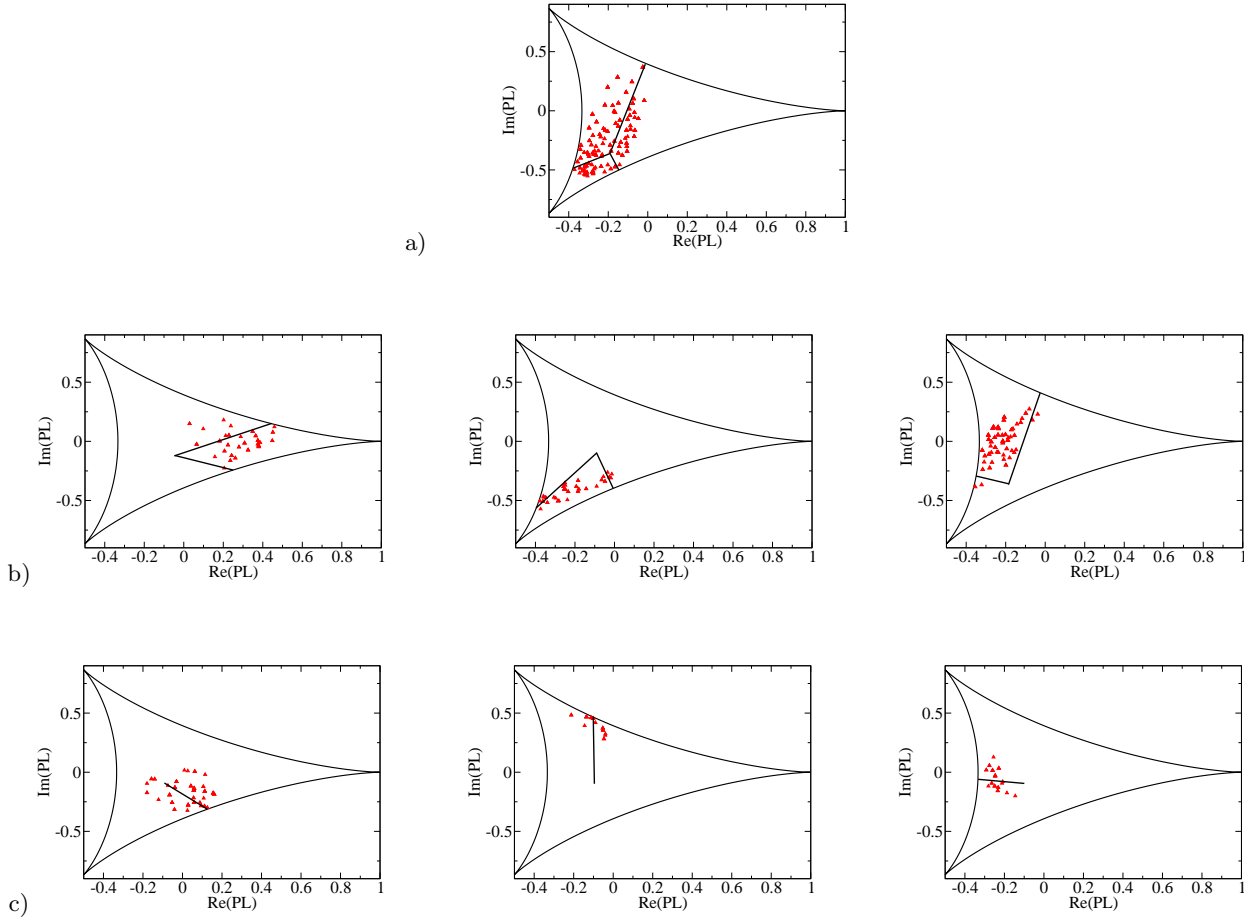 0.5
0
-0.5
Im(PL)
-0.4 -0.2 0 0.2 0.4 0.6 0.8 1
Re(PL)
a)
0.5 0.5 0.5
0 0 0
-0.5 -0.5 -0.5
Im(PL) Im(PL) Im(PL)
-0.4 -0.2 0 0.2 0.4 0.6 0.8 1 -0.4 -0.2 0 0.2 0.4 0.6 0.8 1 -0.4 -0.2 0 0.2 0.4 0.6 0.8 1
b) Re(PL) Re(PL) Re(PL)
0.5 0.5 0.5
0 0 0
-0.5 -0.5 -0.5
Im(PL) Im(PL) Im(PL)
-0.4 -0.2 0 0.2 0.4 0.6 0.8 1 -0.4 -0.2 0 0.2 0.4 0.6 0.8 1 -0.4 -0.2 0 0.2 0.4 0.6 0.8 1
c) Re(PL) Re(PL) Re(PL)